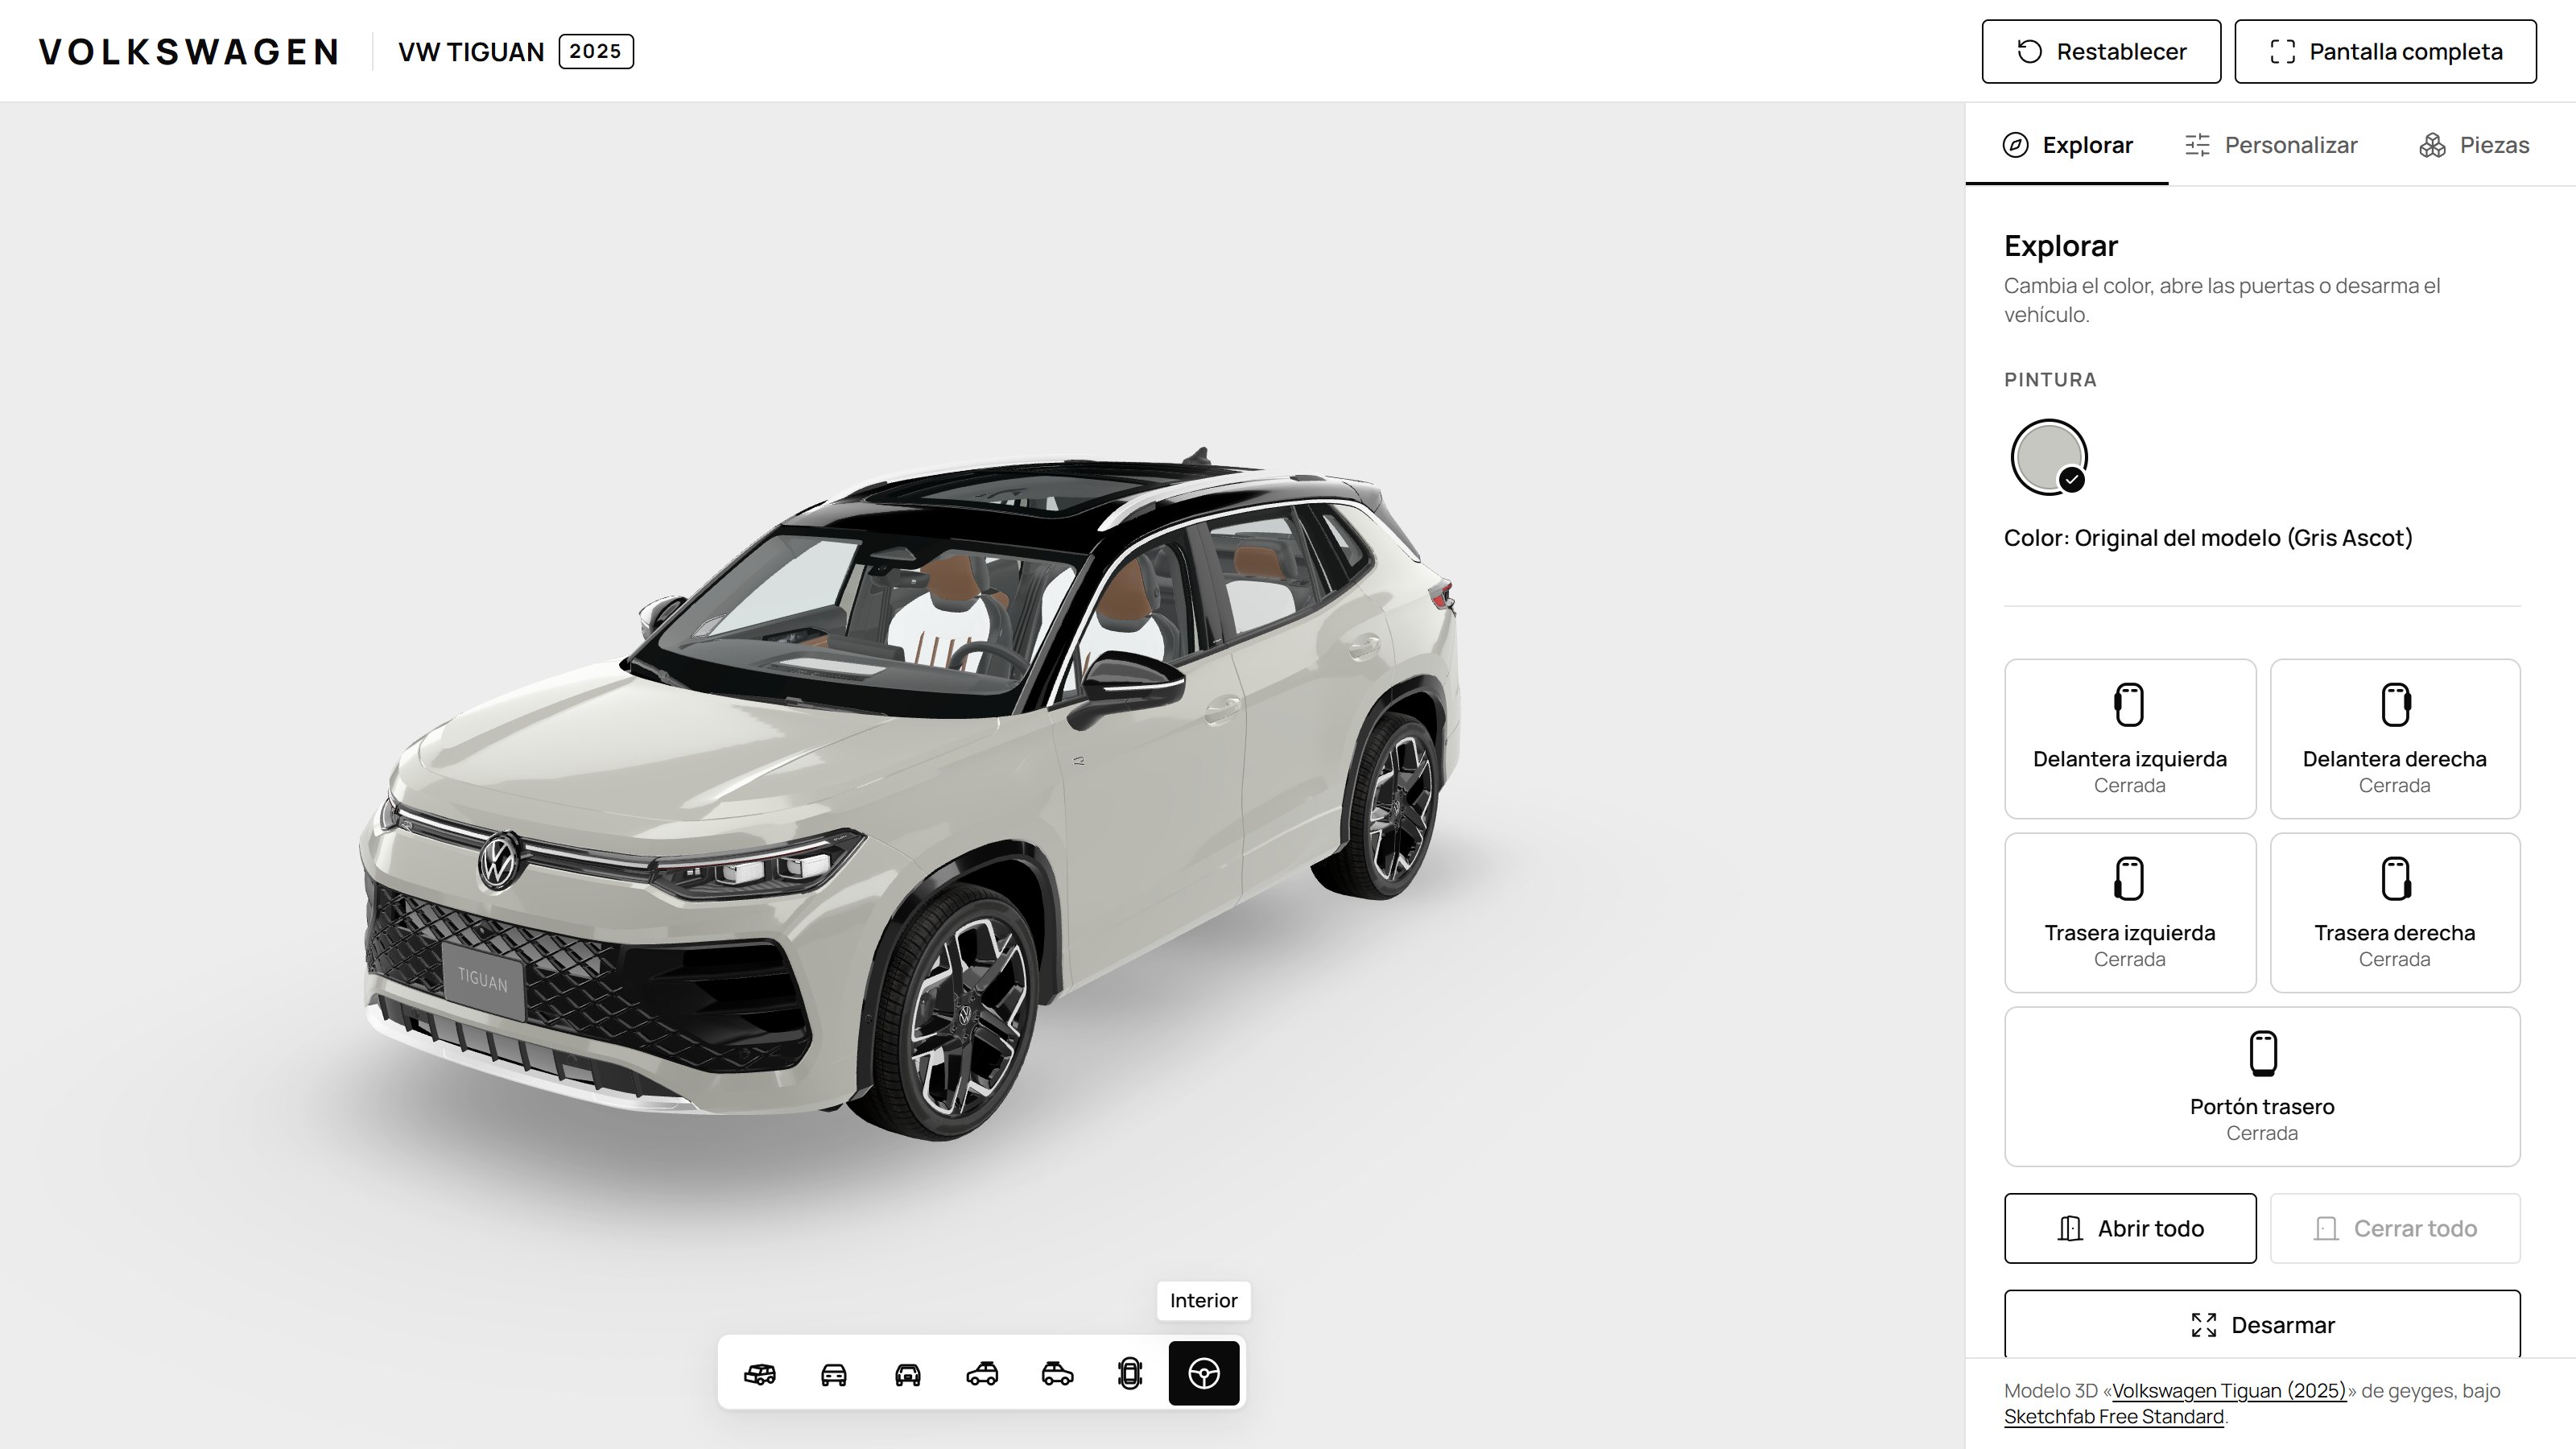 VOLKSWAGEN
VW TIGUAN
2025
Restablecer
Pantalla completa
Explorar
Personalizar
Piezas
Explorar
Cambia el color, abre las puertas o desarma el
vehículo.
PINTURA
Color: Original del modelo (Gris Ascot)
Delantera izquierda
Cerrada
Delantera derecha
Cerrada
Trasera izquierda
Cerrada
Trasera derecha
Cerrada
Portón trasero
Cerrada
Abrir todo
Cerrar todo
Desarmar
Modelo 3D «Volkswagen Tiguan (2025)» de geyges, bajo
Sketchfab Free Standard.
TIGUAN
Interior